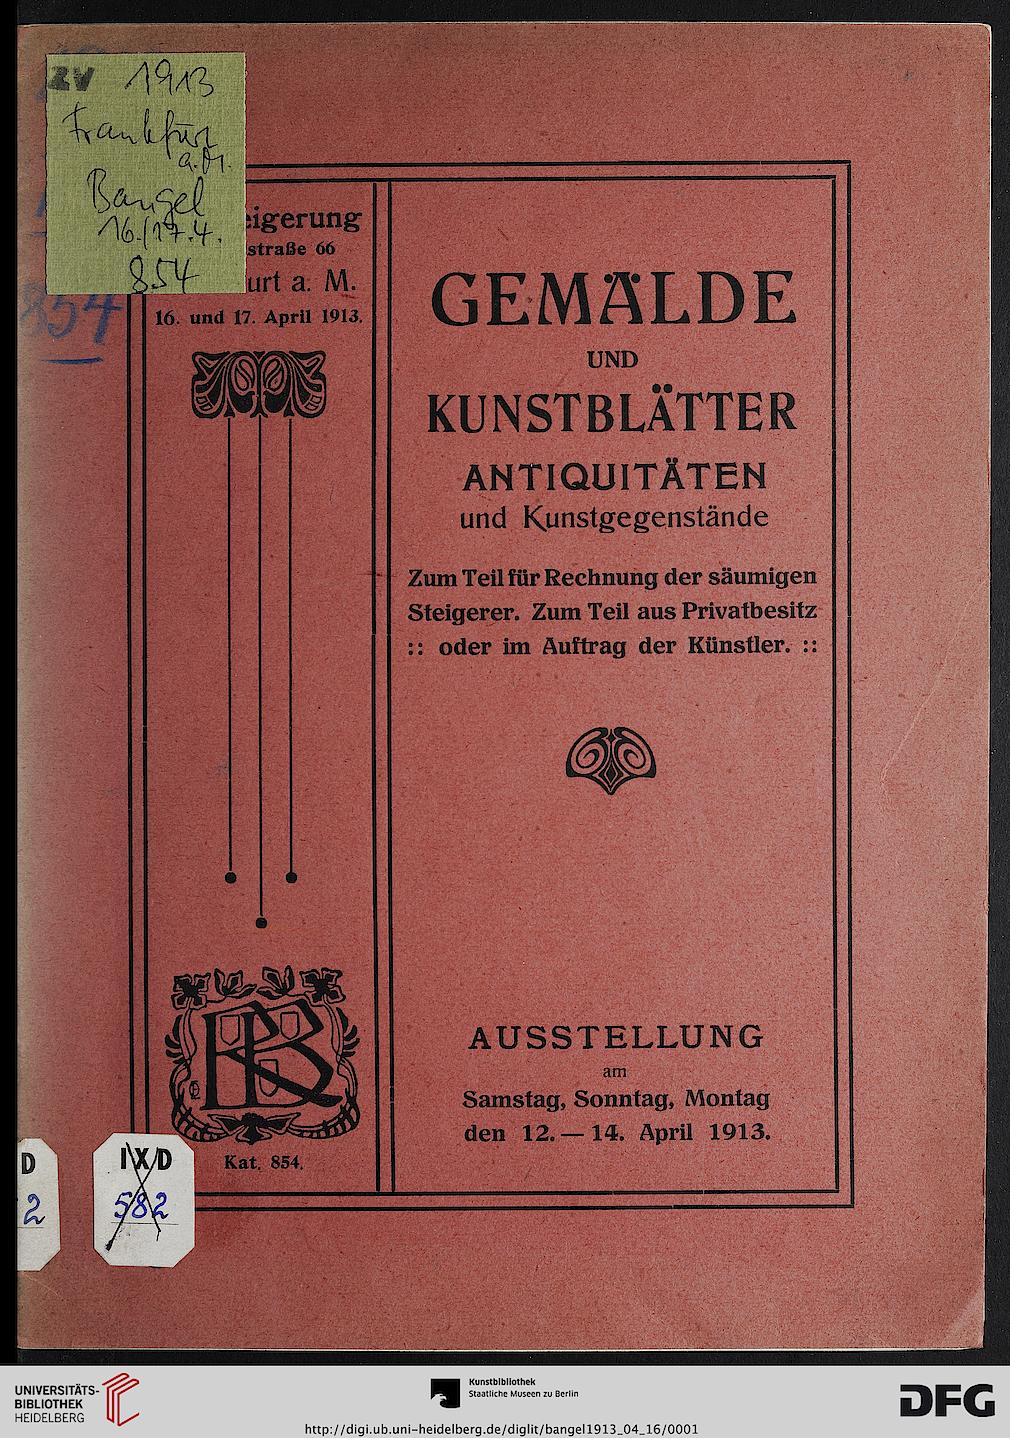 ZV 1913
Frankfurt
a.M.
Bangel
16./17.4.
854
854
eigerung
straße 66
urt a. M.
16. und 17. April 1913.
GEMÄLDE
UND
KUNSTBLÄTTER
ANTIQUITÄTEN
und Kunstgegenstände
Zum Teil für Rechnung der säumigen
Steigerer. Zum Teil aus Privatbesitz
:: oder im Auftrag der Künstler. ::
RB
Kat. 854.
AUSSTELLUNG
am
Samstag, Sonntag, Montag
den 12. — 14. April 1913.
D
2
IXD
582
UNIVERSITÄTS-
BIBLIOTHEK
HEIDELBERG
Kunstbibliothek
Staatliche Museen zu Berlin
http://digi.ub.uni-heidelberg.de/diglit/bangel1913_04_16/0001
DFG